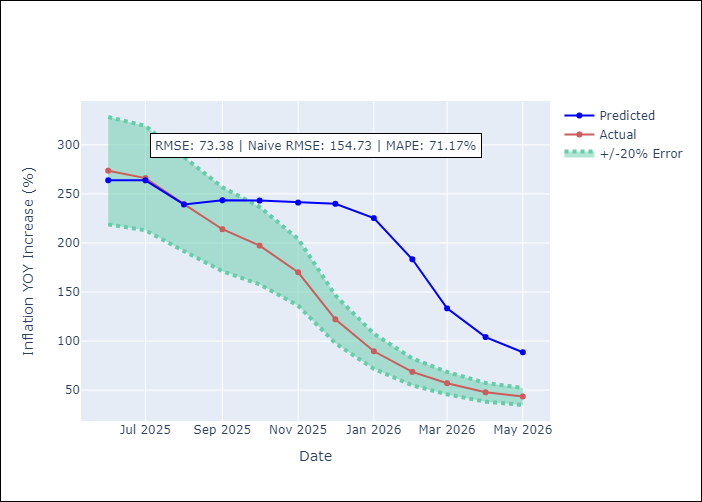 RMSE: 73.38 | Naive RMSE: 154.73 | MAPE: 71.17%
Predicted
Actual
+/-20% Error
Inflation YOY Increase (%)
300
250
200
150
100
50
Jul 2025
Sep 2025
Nov 2025
Jan 2026
Mar 2026
May 2026
Date